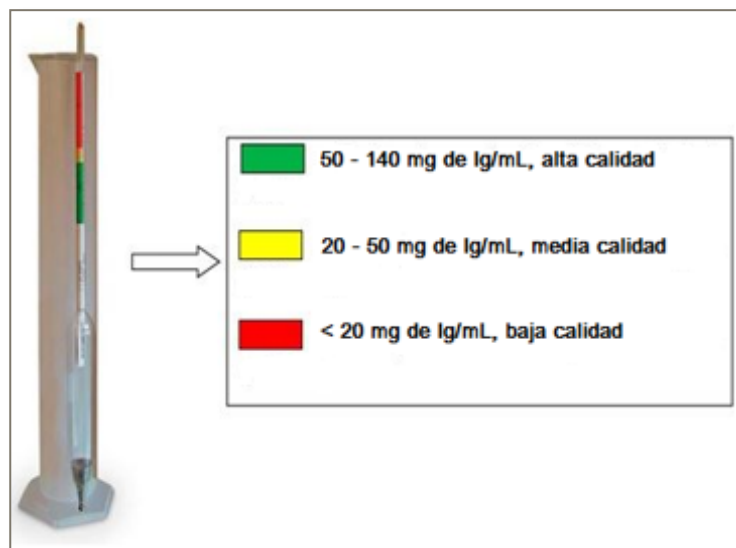 50 - 140 mg de Ig/mL, alta calidad
20 - 50 mg de Ig/mL, media calidad
< 20 mg de Ig/mL, baja calidad